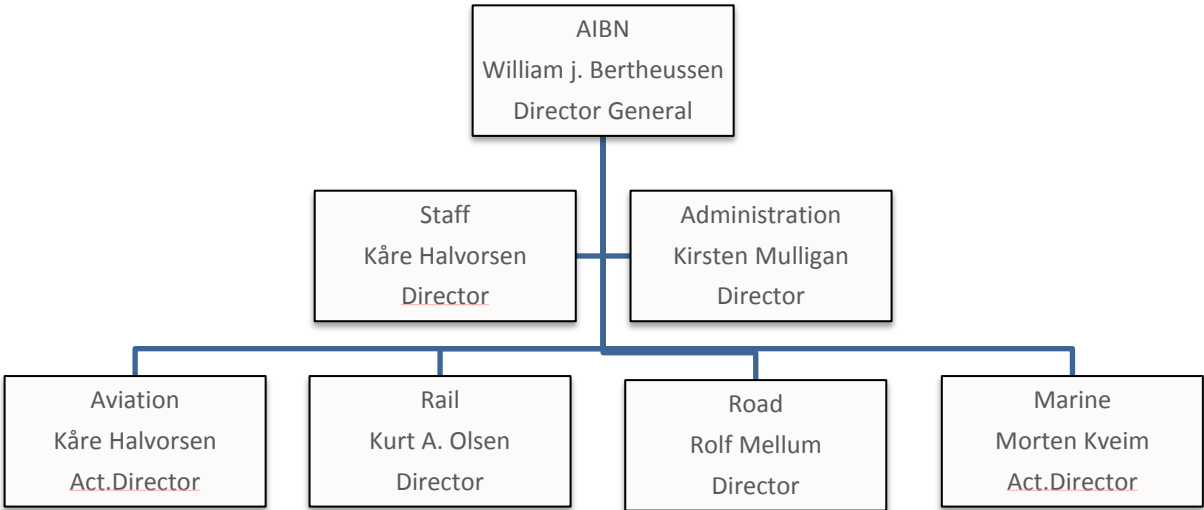 AIBN
William j. Bertheussen
Director General
Staff
Kåre Halvorsen
Director
Administration
Kirsten Mulligan
Director
Aviation
Kåre Halvorsen
Act.Director
Rail
Kurt A. Olsen
Director
Road
Rolf Mellum
Director
Marine
Morten Kveim
Act.Director